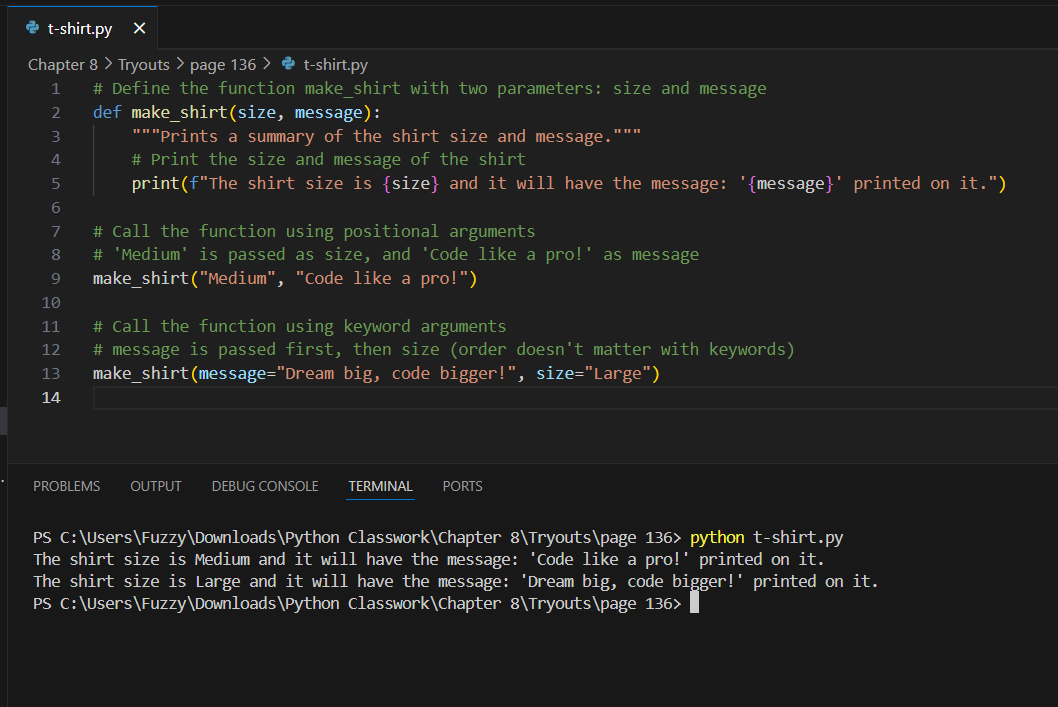 t-shirt.py
Chapter 8 > Tryouts > page 136 > t-shirt.py
1 # Define the function make_shirt with two parameters: size and message
2 def make_shirt(size, message):
3     """Prints a summary of the shirt size and message."""
4     # Print the size and message of the shirt
5     print(f"The shirt size is {size} and it will have the message: '{message}' printed on it.")
6
7 # Call the function using positional arguments
8 # 'Medium' is passed as size, and 'Code like a pro!' as message
9 make_shirt("Medium", "Code like a pro!")
10
11 # Call the function using keyword arguments
12 # message is passed first, then size (order doesn't matter with keywords)
13 make_shirt(message="Dream big, code bigger!", size="Large")
14
PROBLEMS OUTPUT DEBUG CONSOLE TERMINAL PORTS
PS C:\Users\Fuzzy\Downloads\Python Classwork\Chapter 8\Tryouts\page 136> python t-shirt.py
The shirt size is Medium and it will have the message: 'Code like a pro!' printed on it.
The shirt size is Large and it will have the message: 'Dream big, code bigger!' printed on it.
PS C:\Users\Fuzzy\Downloads\Python Classwork\Chapter 8\Tryouts\page 136>